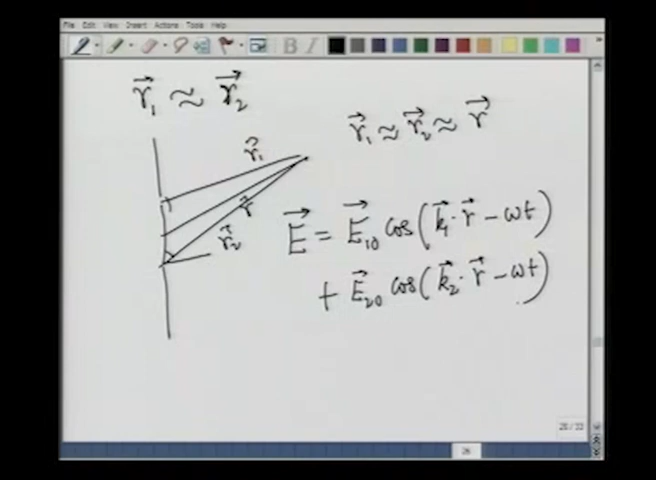 File Edit View Insert Actions Tools Help
B I
r⃗₁ ≈ r⃗₂
r⃗₁ ≈ r⃗₂ ≈ r⃗
r⃗₁
r⃗
r⃗₂
E⃗ = E⃗₁₀ cos(k⃗₁· r⃗ − ωt)
+ E⃗₂₀ cos(k⃗₂· r⃗ − ωt)
26